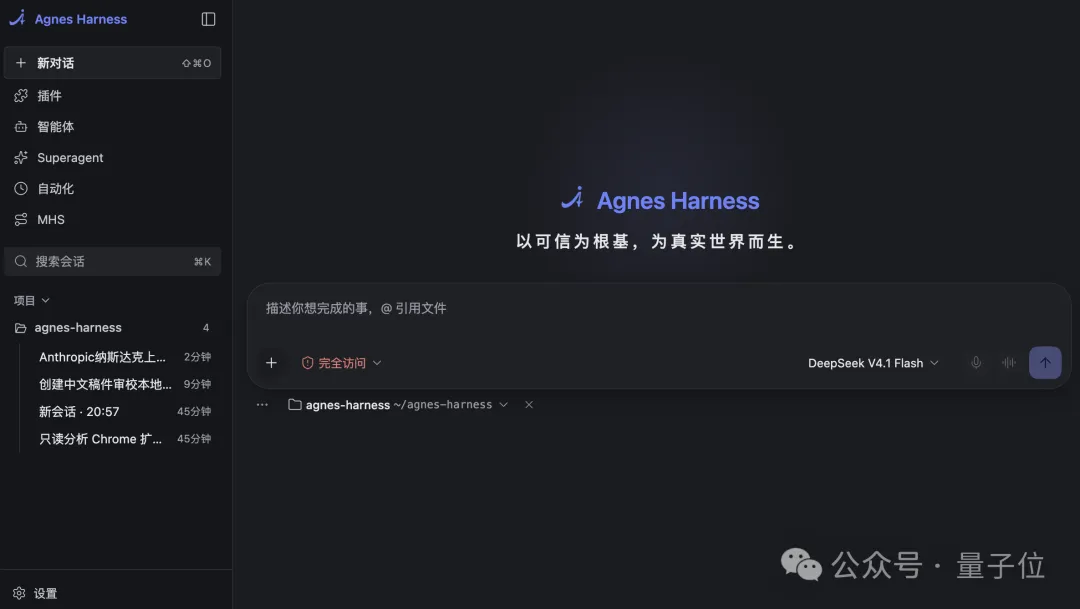 Agnes Harness
新对话 ⇧⌘O
插件
智能体
Superagent
自动化
MHS
搜索会话 ⌘K
项目
agnes-harness 4
Anthropic纳斯达克上... 2分钟
创建中文稿件审校本地... 9分钟
新会话 · 20:57 45分钟
只读分析 Chrome 扩... 45分钟
设置
Agnes Harness
以可信为根基，为真实世界而生。
描述你想完成的事，@ 引用文件
完全访问 DeepSeek V4.1 Flash
agnes-harness ~/agnes-harness
公众号 · 量子位